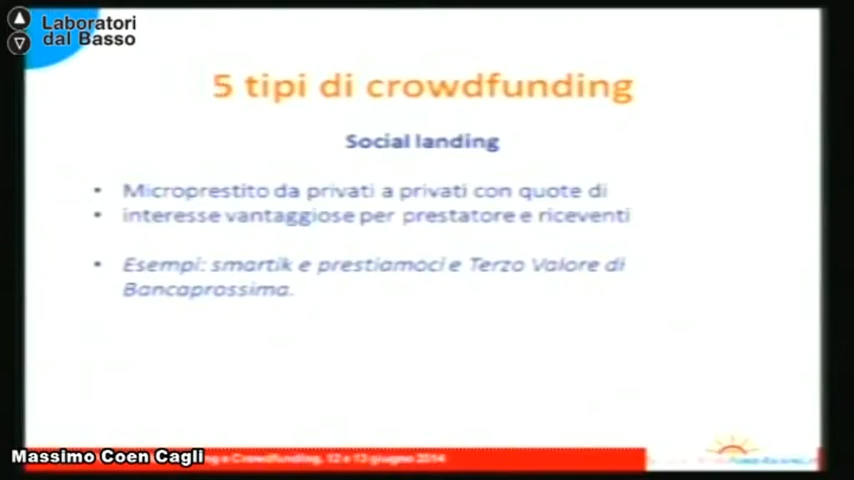 Laboratori
dal Basso
5 tipi di crowdfunding
Social landing
• Microprestito da privati a privati con quote di
• interesse vantaggiose per prestatore e riceventi
• Esempi: smartik e prestiamoci e Terzo Valore di
Bancaprossima.
Massimo Coen Cagli
e Crowdfunding, 12 e 13 giugno 2014